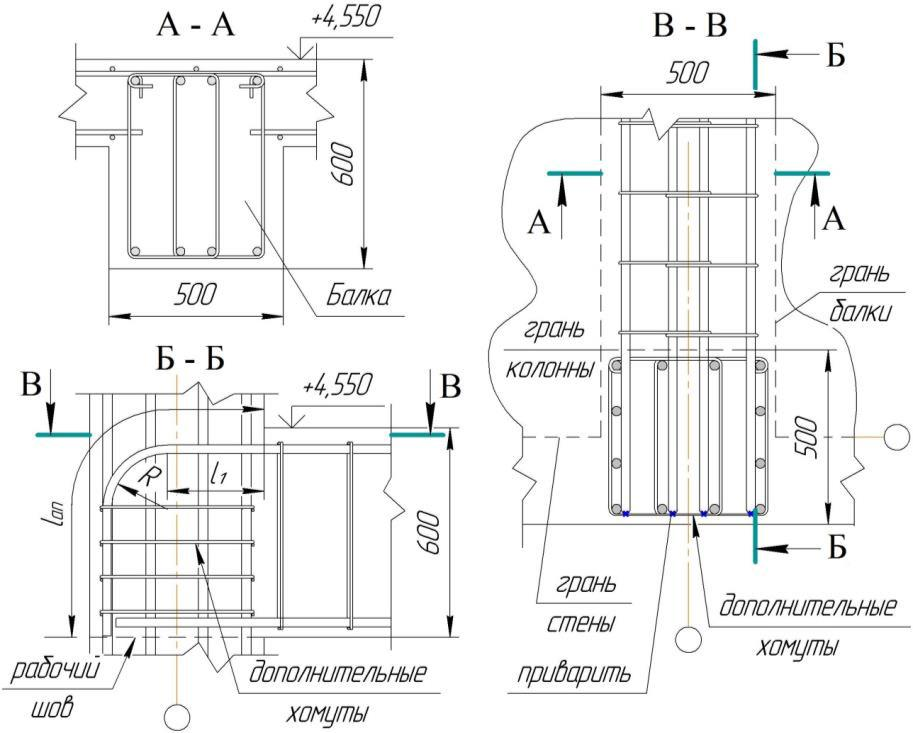 А - А
+4,550
600
500
Балка
Б - Б
В
В
+4,550
R
l₁
lап
600
рабочий
шов
дополнительные
хомуты
В - В
Б
500
А
А
грань
балки
грань
колонны
500
Б
грань
стены
приварить
дополнительные
хомуты